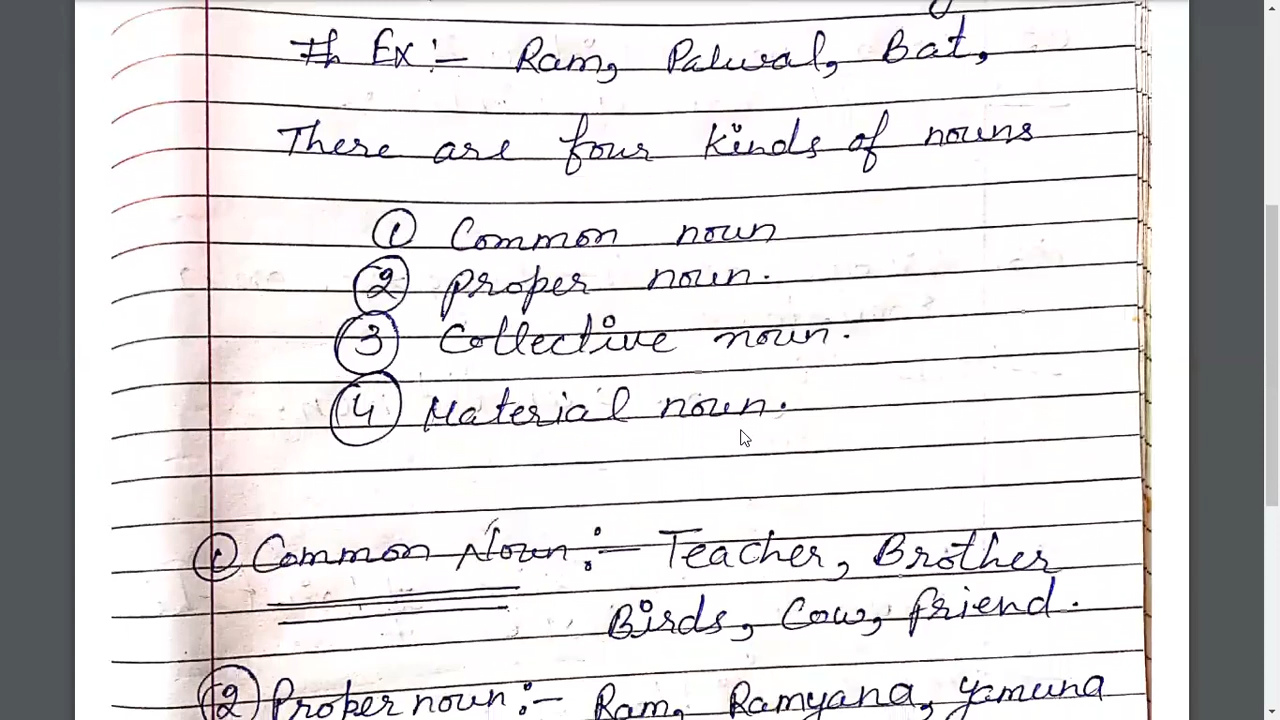 # Ex :- Ram, Palwal, Bat,
There are four kinds of nouns
① Common noun
② proper noun.
③ Collective noun.
④ Material noun.
① Common Noun :- Teacher, Brother
Birds, Cow, friend.
② Proper noun :- Ram, Ramyana, yamuna